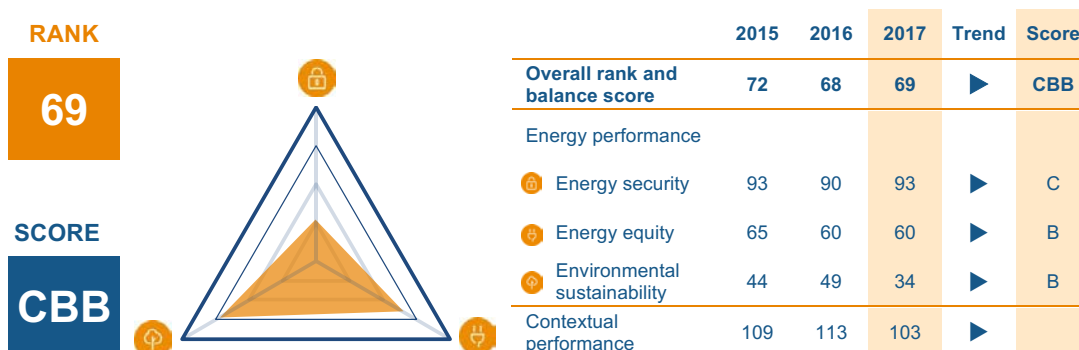 RANK
69
SCORE
CBB
2015 2016 2017 Trend Score
Overall rank and
balance score 72 68 69 CBB
Energy performance
Energy security 93 90 93 C
Energy equity 65 60 60 B
Environmental
sustainability 44 49 34 B
Contextual
performance 109 113 103